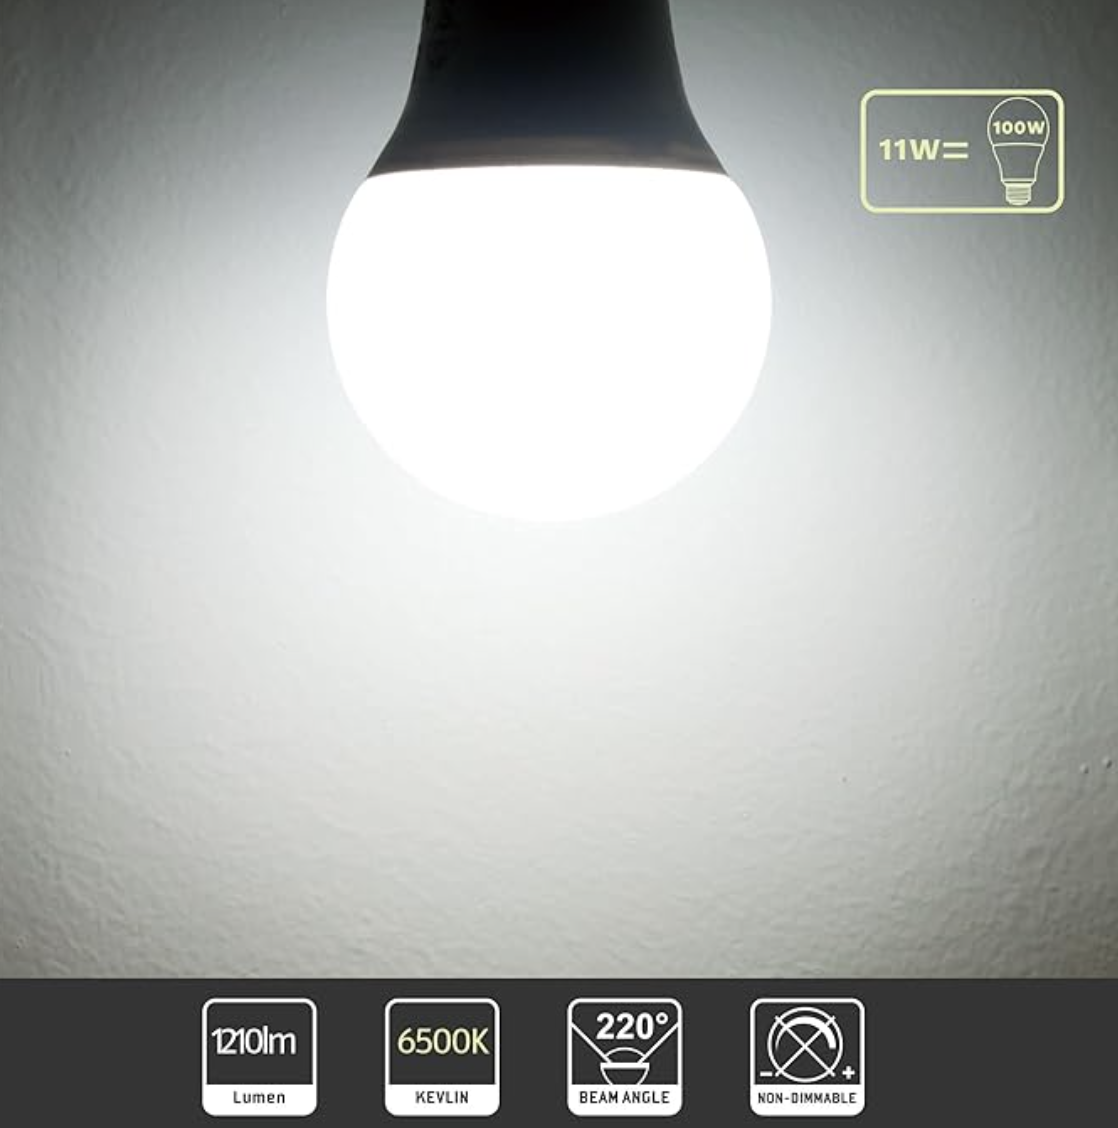 11W=
100W
1210lm
Lumen
6500K
KEVLIN
220°
BEAM ANGLE
- +
NON-DIMMABLE